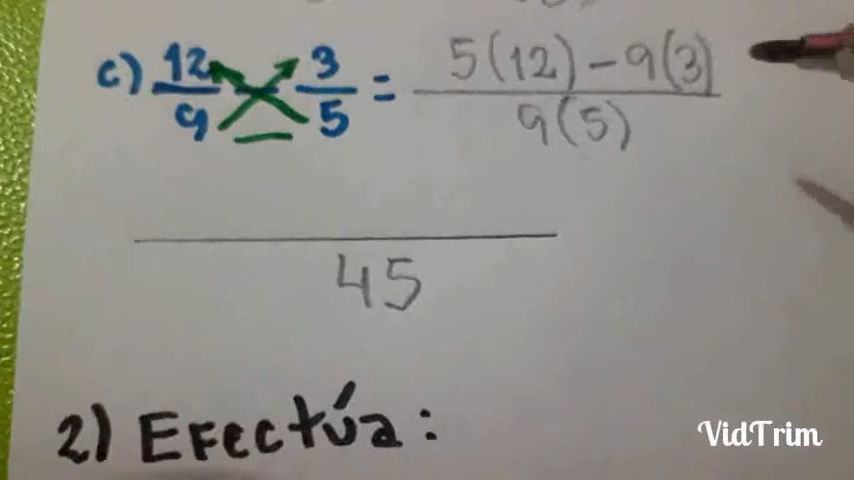 c) 12/9 - 3/5 = 5(12) - 9(3) / 9(5)
45
2) Efectúa:
VidTrim